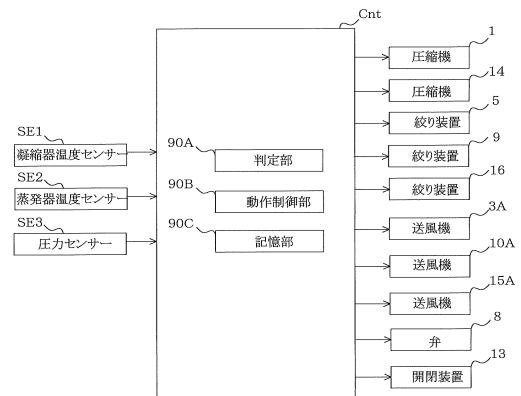 Cnt
SE1
凝縮器温度センサー
SE2
蒸発器温度センサー
SE3
圧力センサー
90A
判定部
90B
動作制御部
90C
記憶部
1
圧縮機
14
圧縮機
5
絞り装置
9
絞り装置
16
絞り装置
3A
送風機
10A
送風機
15A
送風機
8
弁
13
開閉装置